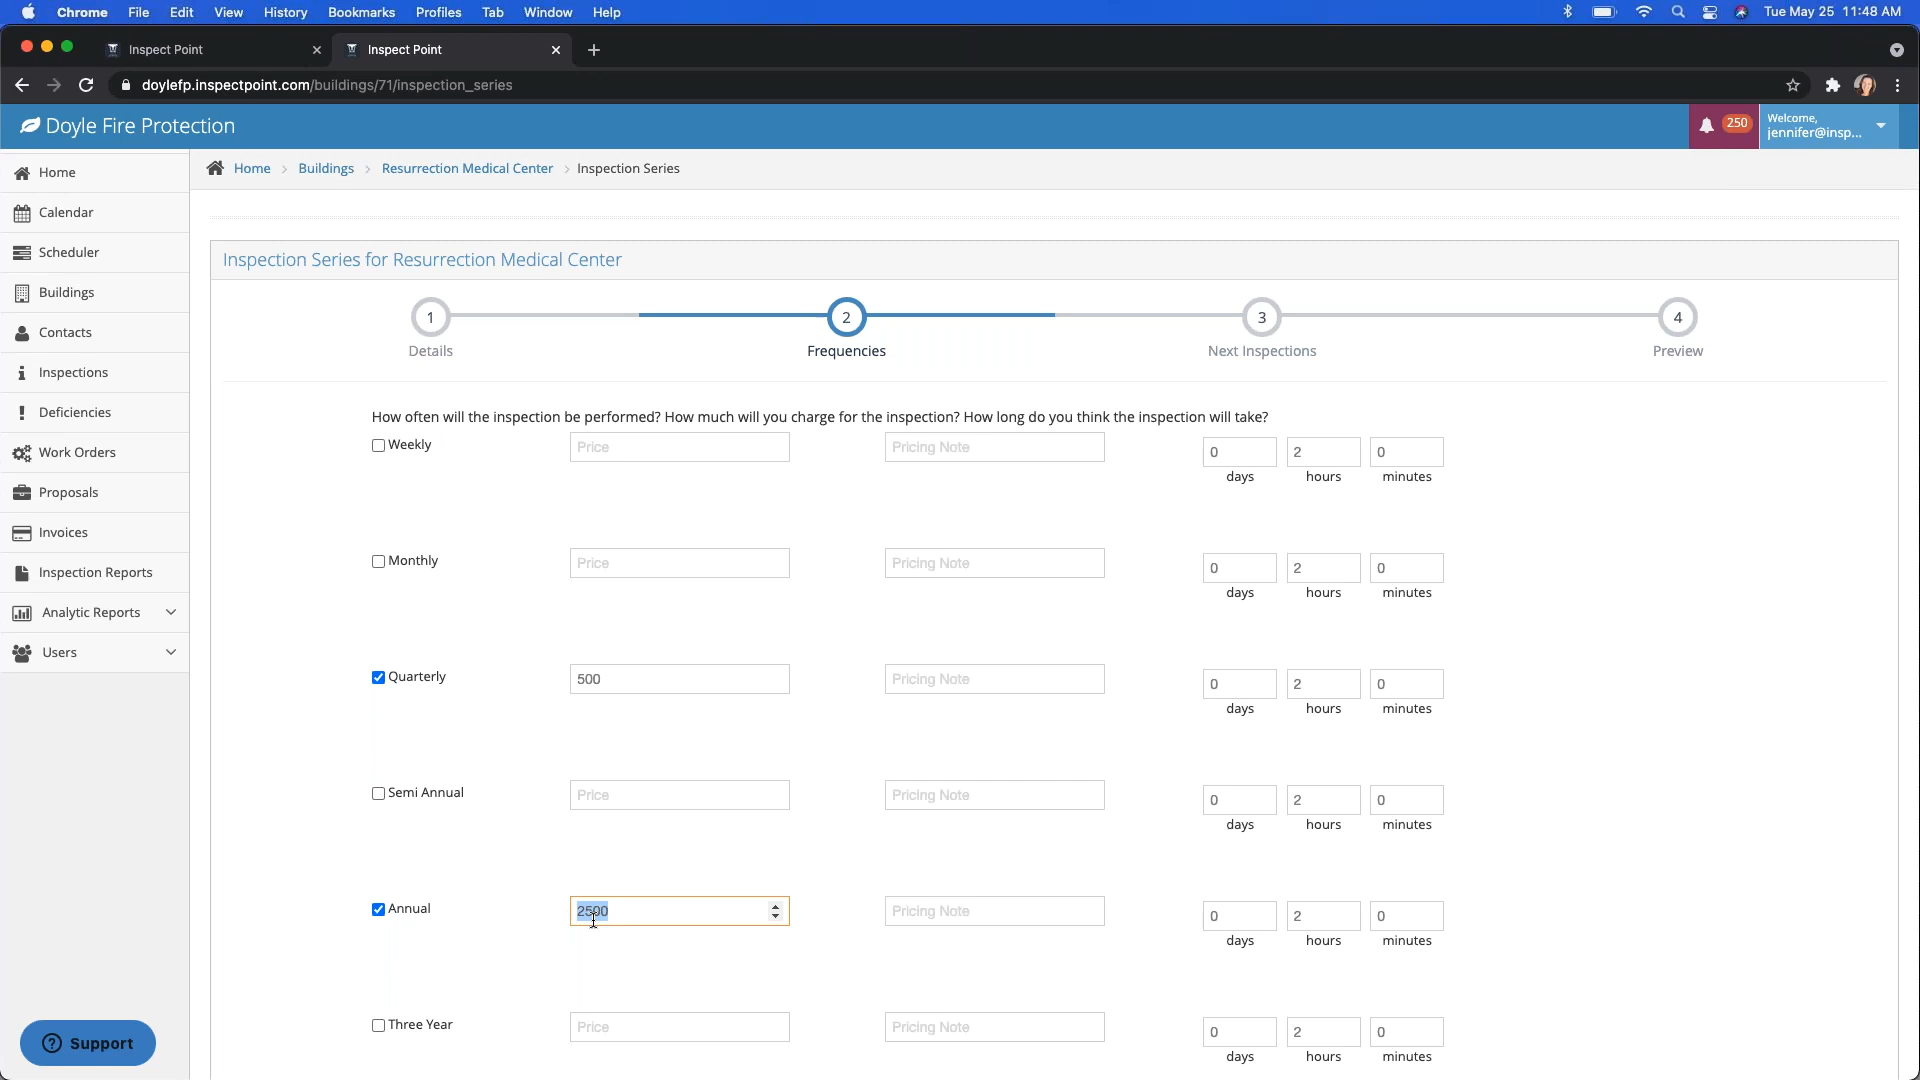 Chrome File Edit View History Bookmarks Profiles Tab Window Help Tue May 25 11:48 AM
Inspect Point Inspect Point
doylefp.inspectpoint.com/buildings/71/inspection_series
Doyle Fire Protection 250 Welcome,
jennifer@insp...
Home
Calendar
Scheduler
Buildings
Contacts
Inspections
Deficiencies
Work Orders
Proposals
Invoices
Inspection Reports
Analytic Reports
Users
Support
Home > Buildings > Resurrection Medical Center > Inspection Series
Inspection Series for Resurrection Medical Center
1 2 3 4
Details Frequencies Next Inspections Preview
How often will the inspection be performed? How much will you charge for the inspection? How long do you think the inspection will take?
Weekly Price Pricing Note 0 2 0
days hours minutes
Monthly Price Pricing Note 0 2 0
days hours minutes
Quarterly 500 Pricing Note 0 2 0
days hours minutes
Semi Annual Price Pricing Note 0 2 0
days hours minutes
Annual 2500 Pricing Note 0 2 0
days hours minutes
Three Year Price Pricing Note 0 2 0
days hours minutes